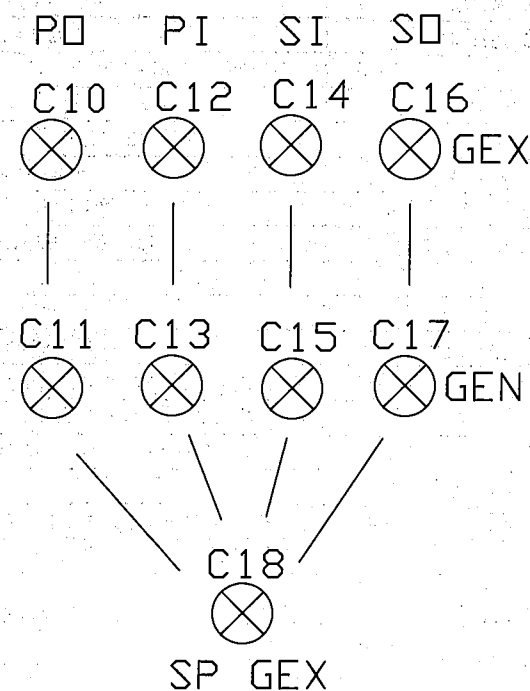 PO PI SI SO
C10 C12 C14 C16
GEX
C11 C13 C15 C17
GEN
C18
SP GEX